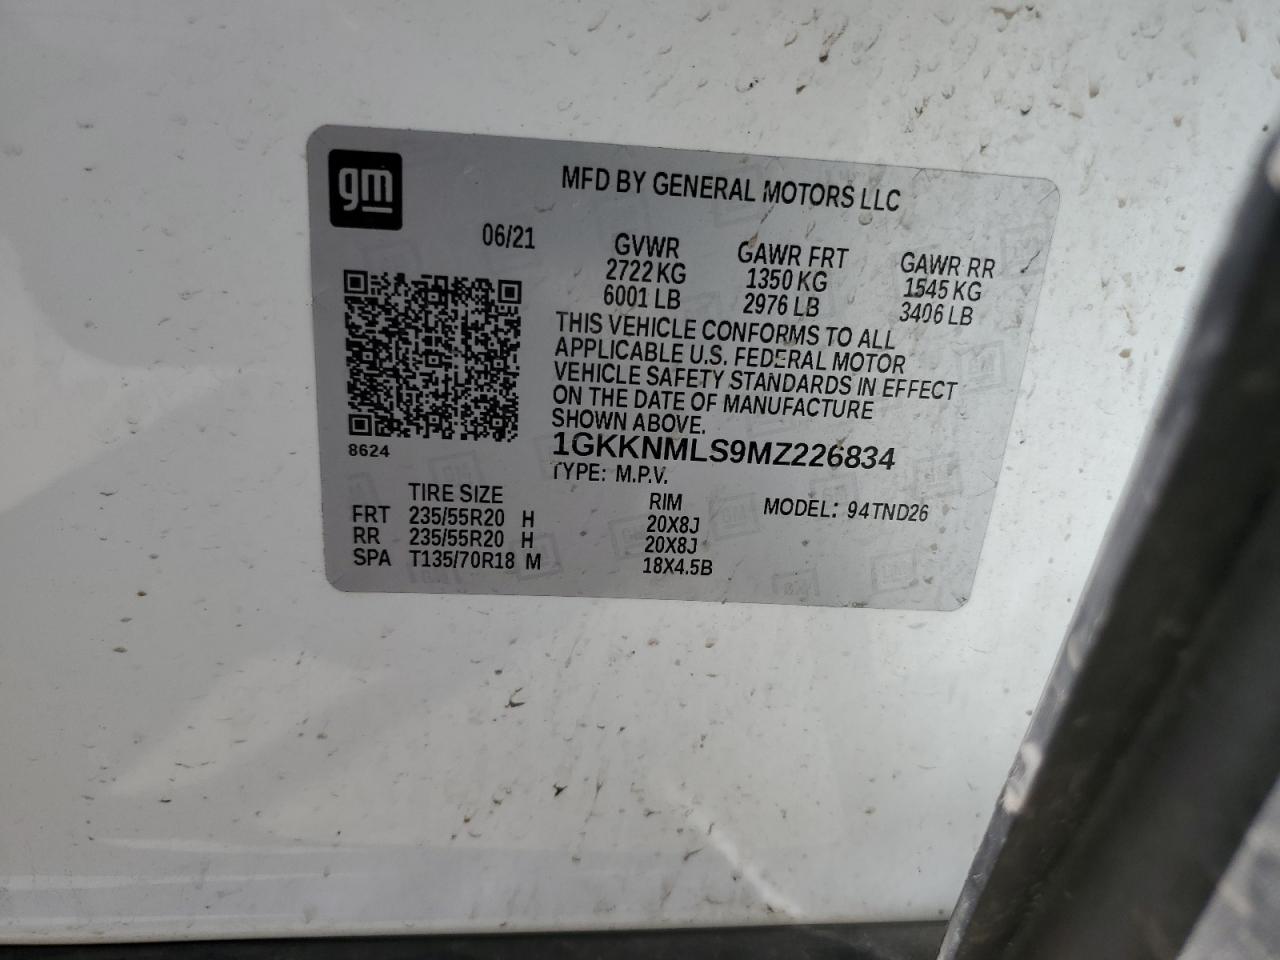 gm
MFD BY GENERAL MOTORS LLC
06/21
GVWR GAWR FRT GAWR RR
2722 KG 1350 KG 1545 KG
6001 LB 2976 LB 3406 LB
THIS VEHICLE CONFORMS TO ALL
APPLICABLE U.S. FEDERAL MOTOR
VEHICLE SAFETY STANDARDS IN EFFECT
ON THE DATE OF MANUFACTURE
SHOWN ABOVE.
8624
1GKKNMLS9MZ226834
TYPE: M.P.V.
TIRE SIZE RIM MODEL: 94TND26
FRT 235/55R20 H 20X8J
RR 235/55R20 H 20X8J
SPA T135/70R18 M 18X4.5B